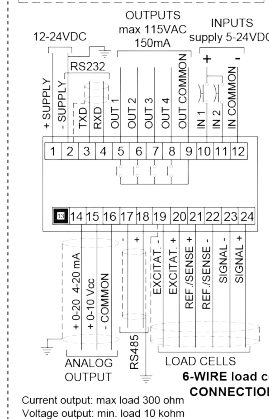 OUTPUTS
max 115VAC
150mA
INPUTS
supply 5-24VDC
12-24VDC
RS232
+ SUPPLY
- SUPPLY
TXD
RXD
OUT 1
OUT 2
OUT 3
OUT 4
OUT COMMON
+
-
IN 1
IN 2
IN COMMON
1 2 3 4 5 6 7 8 9 10 11 12
13 14 15 16 17 18 19 20 21 22 23 24
+ 0-20 4-20 mA
+ 0-10 Vcc
- COMMON
- +
RS485
EXCITAT. -
EXCITAT. +
REF./SENSE +
REF./SENSE -
SIGNAL -
SIGNAL +
ANALOG
OUTPUT
LOAD CELLS
6-WIRE load c
CONNECTION
Current output: max load 300 ohm
Voltage output: min. load 10 kohm